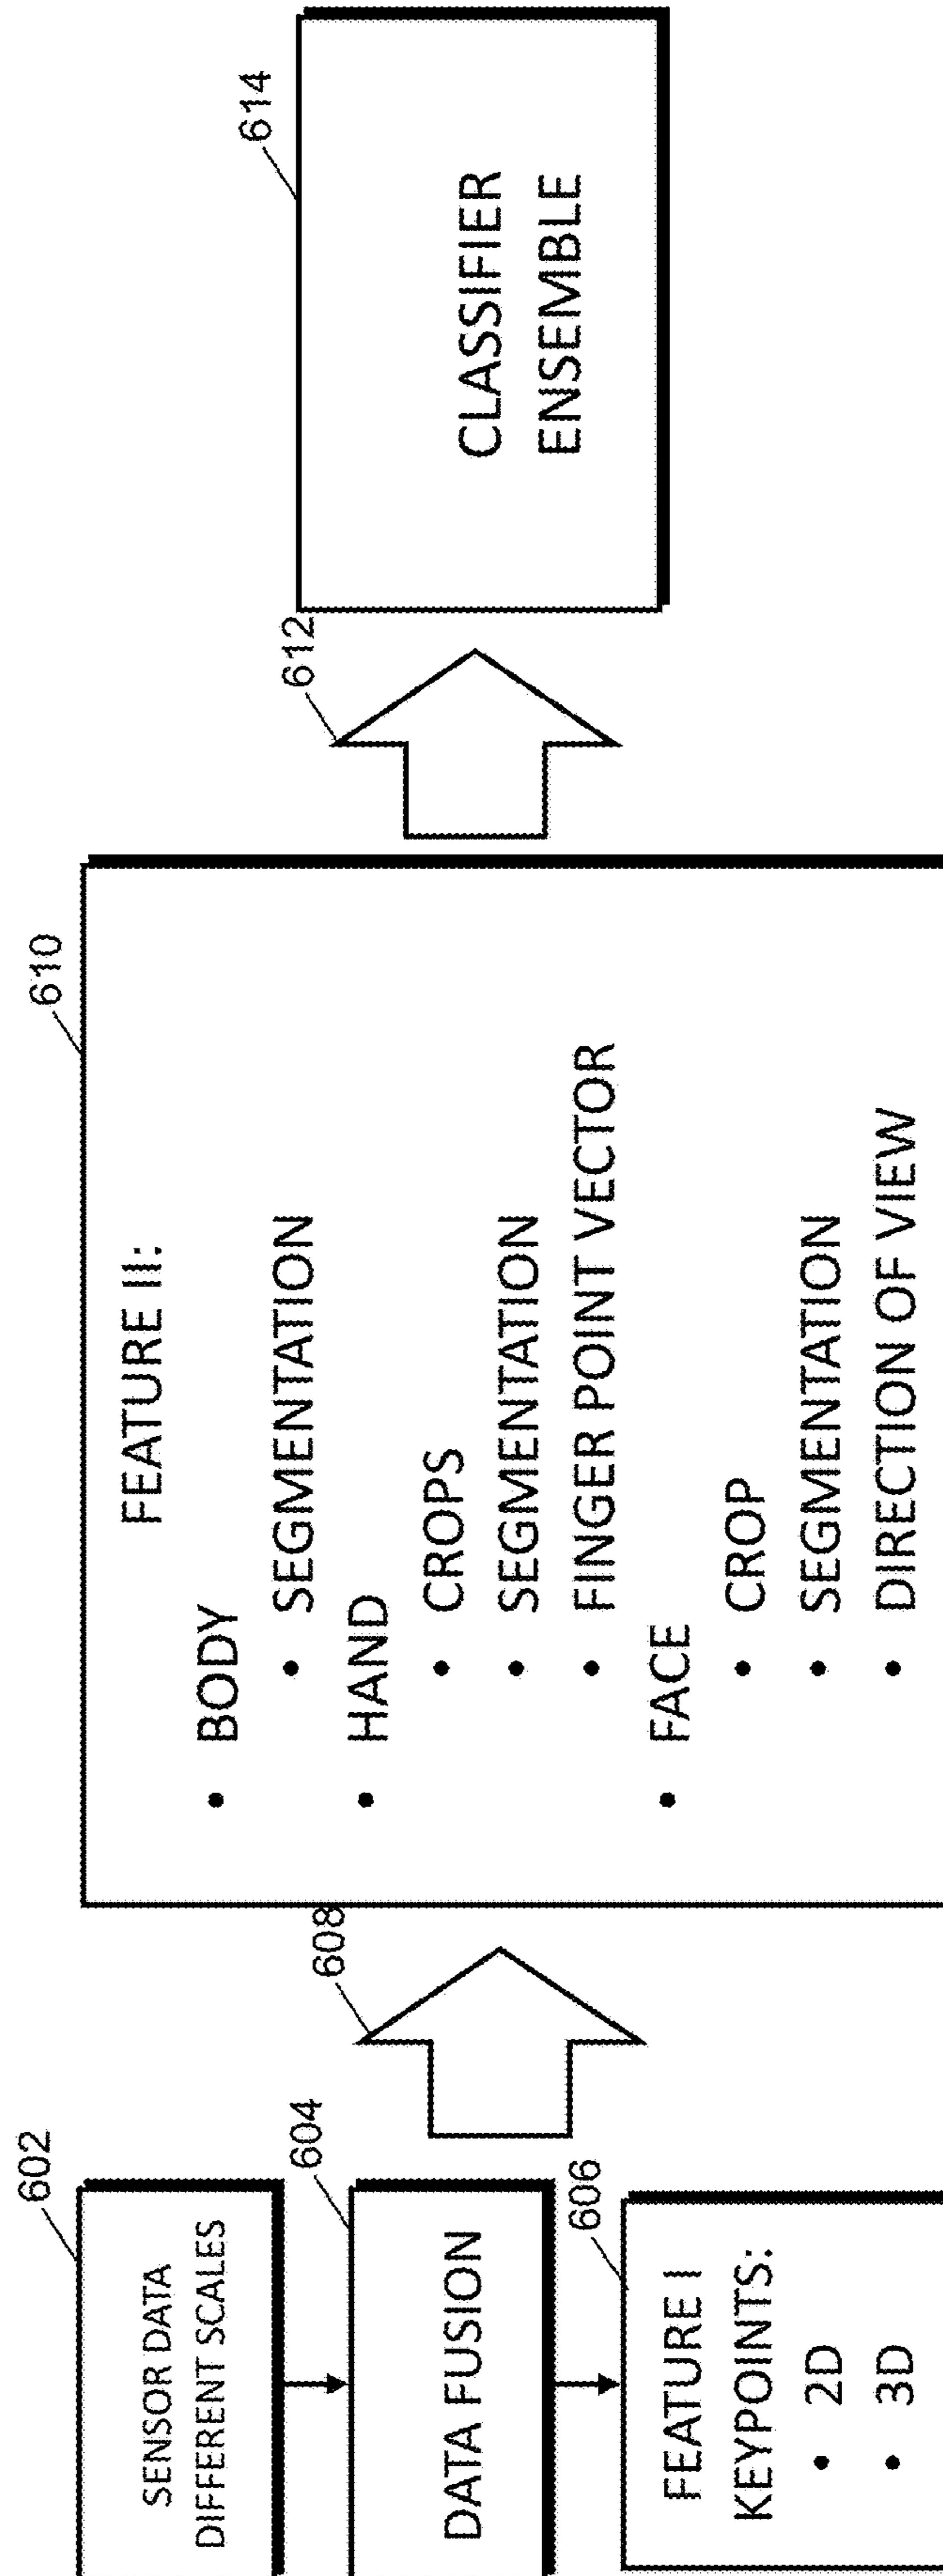 602
SENSOR DATA
DIFFERENT SCALES
604
DATA FUSION
606
FEATURE I
KEYPOINTS:
• 2D
• 3D
608
610
FEATURE II:
• BODY
• SEGMENTATION
• HAND
• CROPS
• SEGMENTATION
• FINGER POINT VECTOR
• FACE
• CROP
• SEGMENTATION
• DIRECTION OF VIEW
612
614
CLASSIFIER
ENSEMBLE